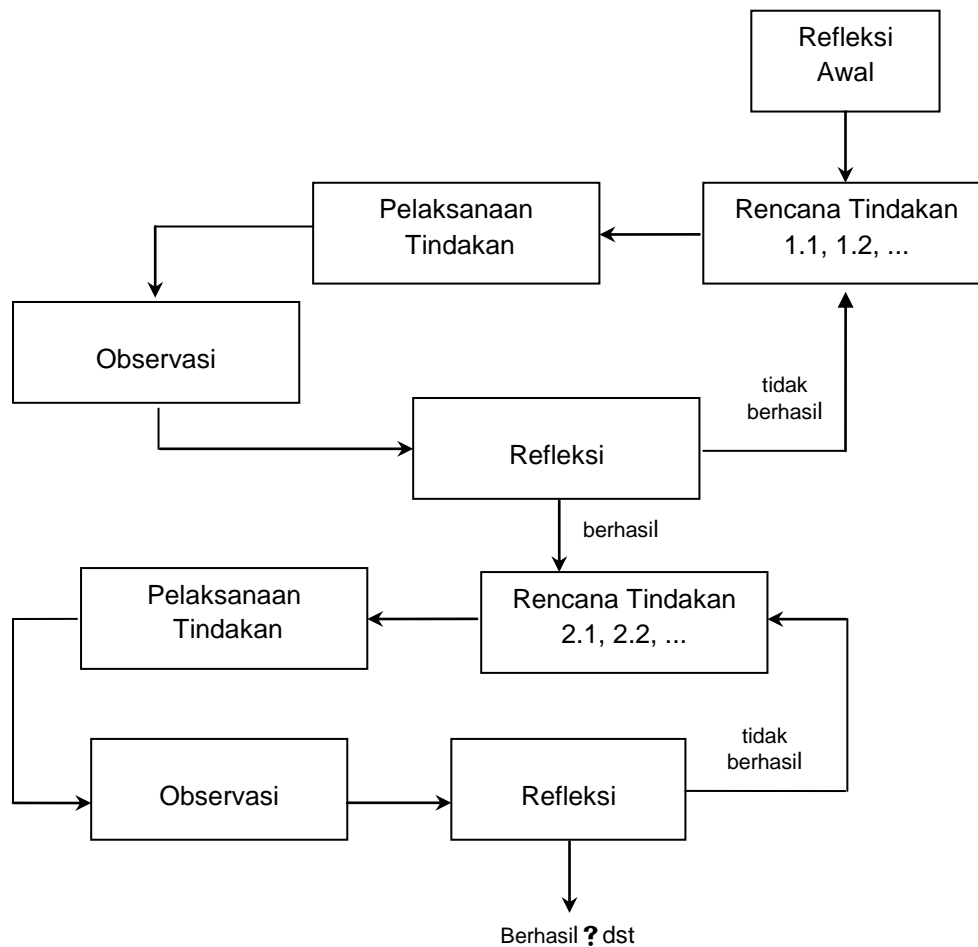 Refleksi
Awal
Rencana Tindakan
1.1, 1.2, ...
Pelaksanaan
Tindakan
Observasi
Refleksi
tidak
berhasil
berhasil
Rencana Tindakan
2.1, 2.2, ...
Pelaksanaan
Tindakan
Observasi
Refleksi
tidak
berhasil
Berhasil ? dst